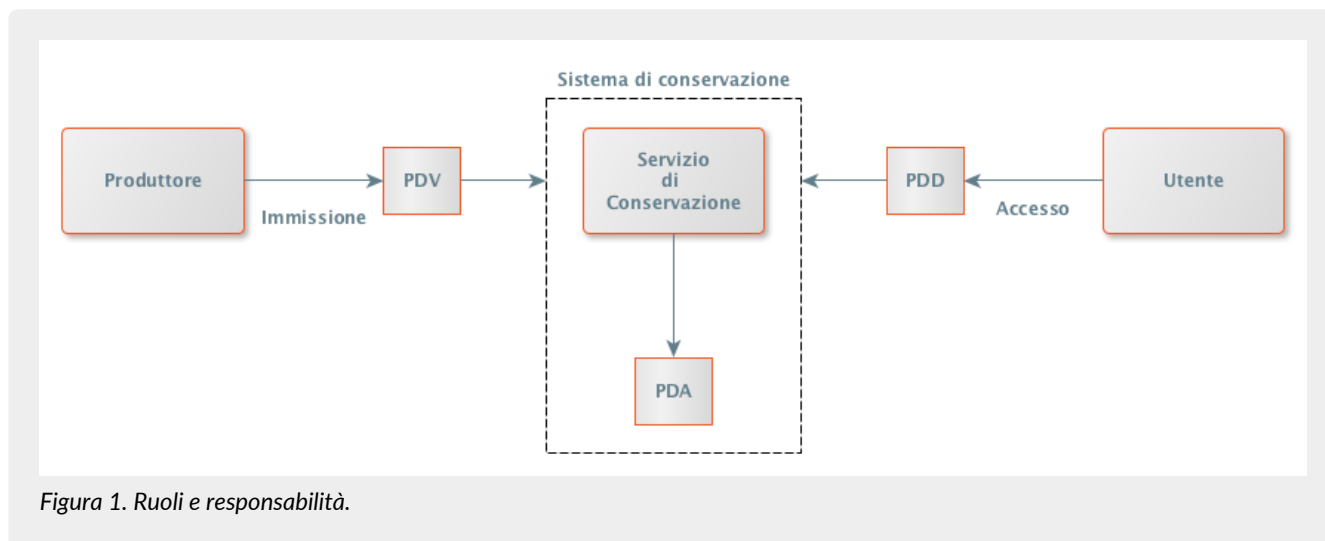 Sistema di conservazione
Produttore
Immissione
PDV
Servizio
di
Conservazione
PDA
PDD
Accesso
Utente
Figura 1. Ruoli e responsabilità.